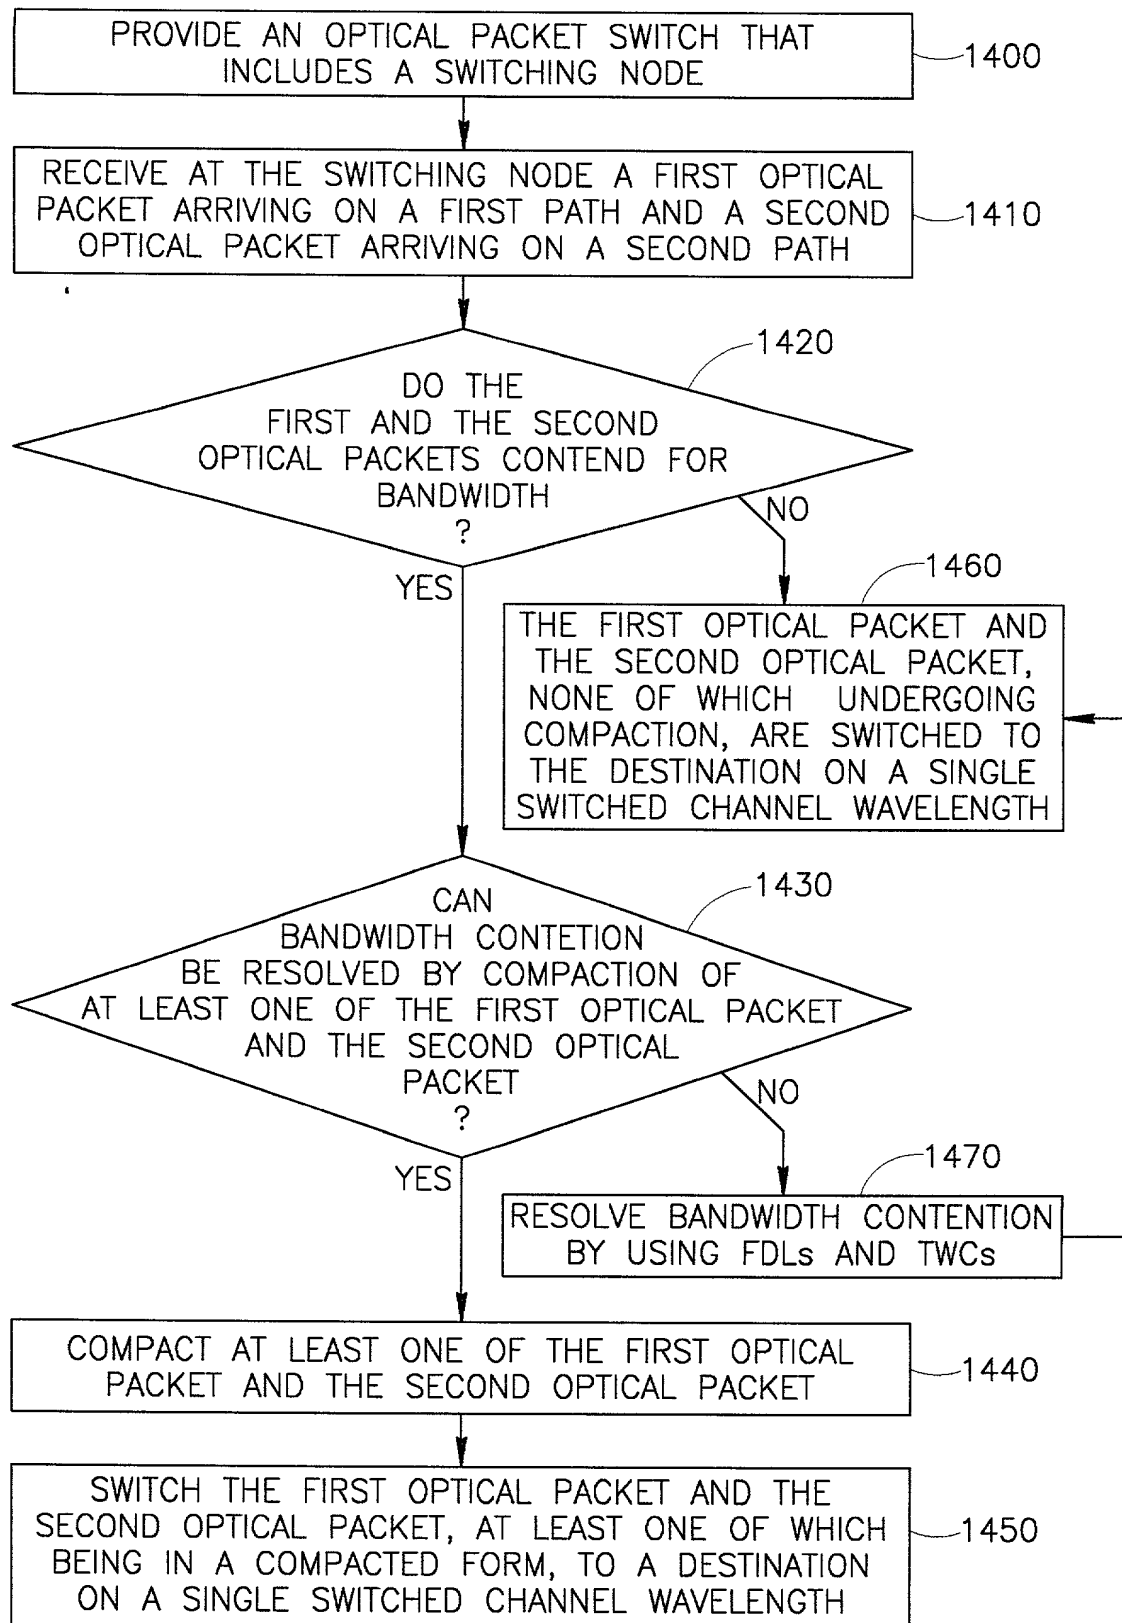 PROVIDE AN OPTICAL PACKET SWITCH THAT
INCLUDES A SWITCHING NODE
1400
RECEIVE AT THE SWITCHING NODE A FIRST OPTICAL
PACKET ARRIVING ON A FIRST PATH AND A SECOND
OPTICAL PACKET ARRIVING ON A SECOND PATH
1410
1420
DO THE
FIRST AND THE SECOND
OPTICAL PACKETS CONTEND FOR
BANDWIDTH
?
NO
YES
1460
THE FIRST OPTICAL PACKET AND
THE SECOND OPTICAL PACKET,
NONE OF WHICH UNDERGOING
COMPACTION, ARE SWITCHED TO
THE DESTINATION ON A SINGLE
SWITCHED CHANNEL WAVELENGTH
1430
CAN
BANDWIDTH CONTETION
BE RESOLVED BY COMPACTION OF
AT LEAST ONE OF THE FIRST OPTICAL PACKET
AND THE SECOND OPTICAL
PACKET
?
NO
YES
1470
RESOLVE BANDWIDTH CONTENTION
BY USING FDLs AND TWCs
COMPACT AT LEAST ONE OF THE FIRST OPTICAL
PACKET AND THE SECOND OPTICAL PACKET
1440
SWITCH THE FIRST OPTICAL PACKET AND THE
SECOND OPTICAL PACKET, AT LEAST ONE OF WHICH
BEING IN A COMPACTED FORM, TO A DESTINATION
ON A SINGLE SWITCHED CHANNEL WAVELENGTH
1450